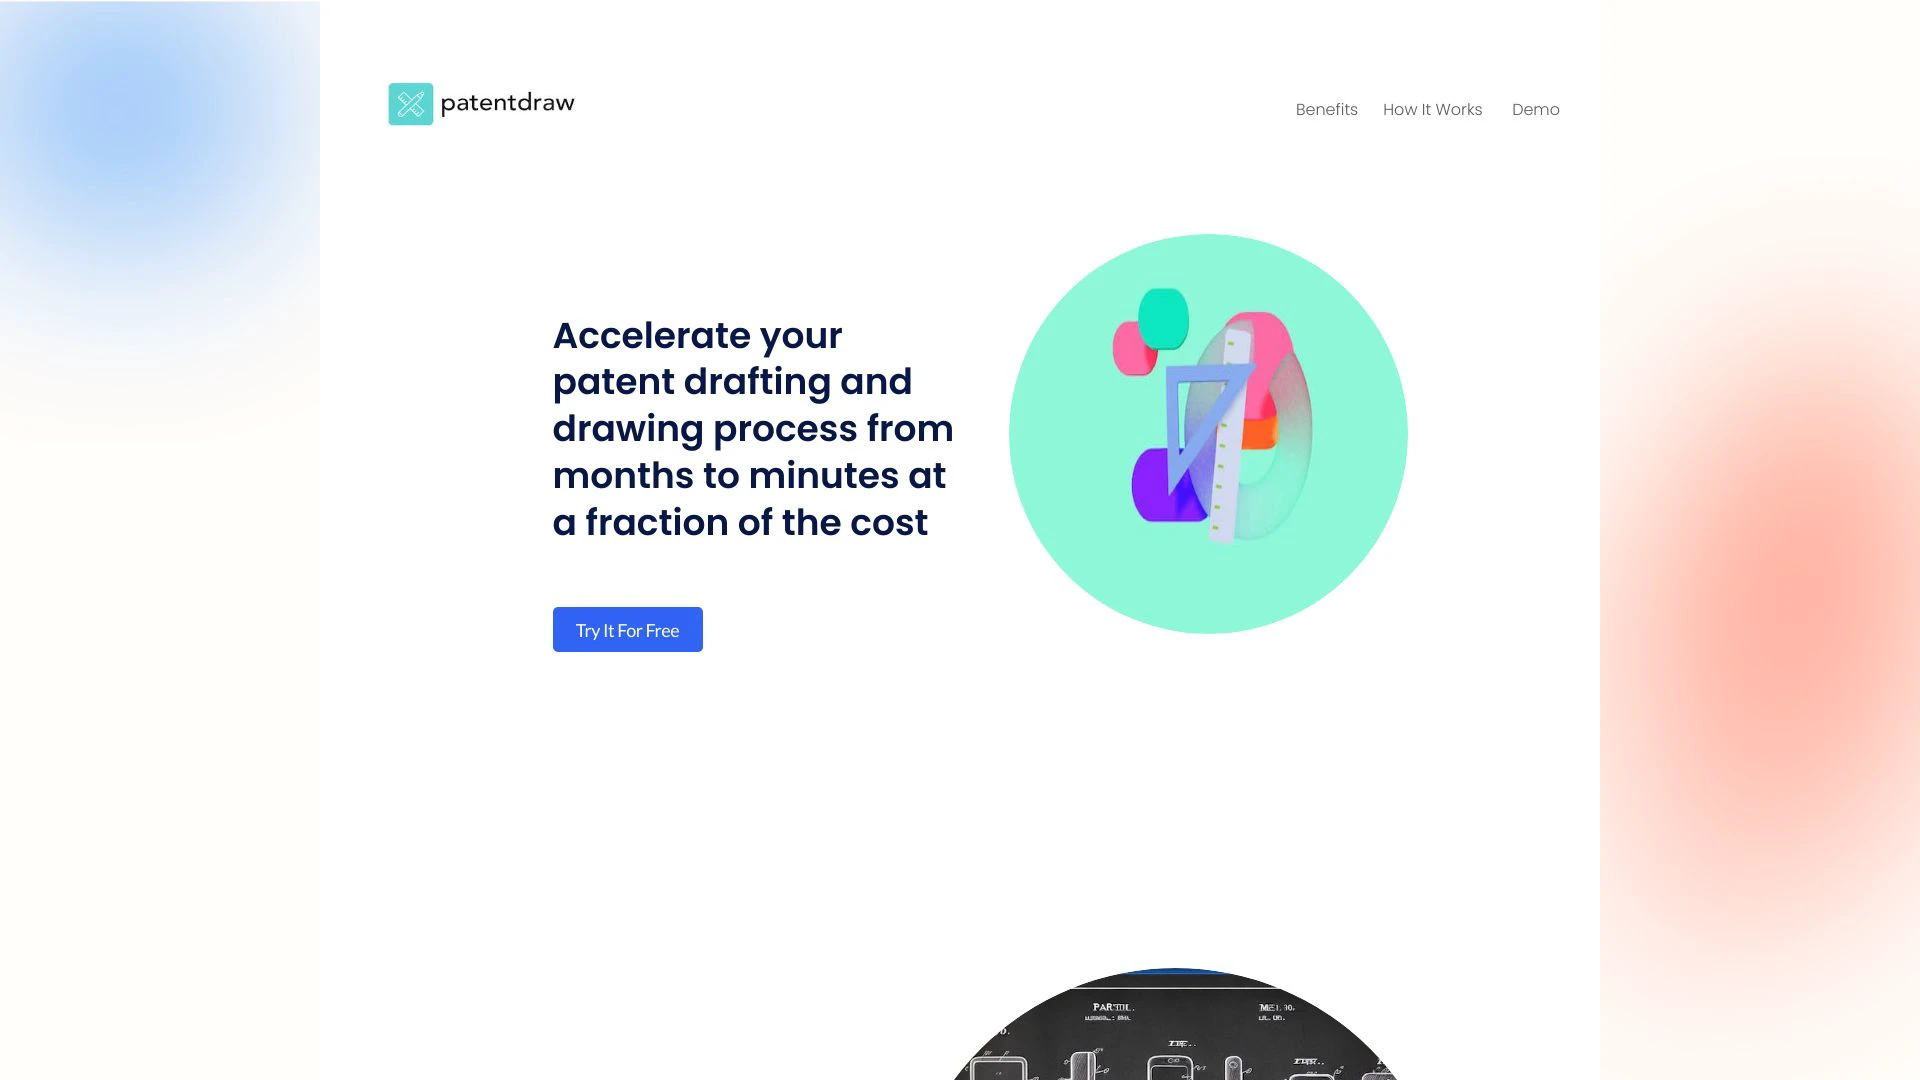 patentdraw
Benefits How It Works Demo
Accelerate your
patent drafting and
drawing process from
months to minutes at
a fraction of the cost
Try It For Free